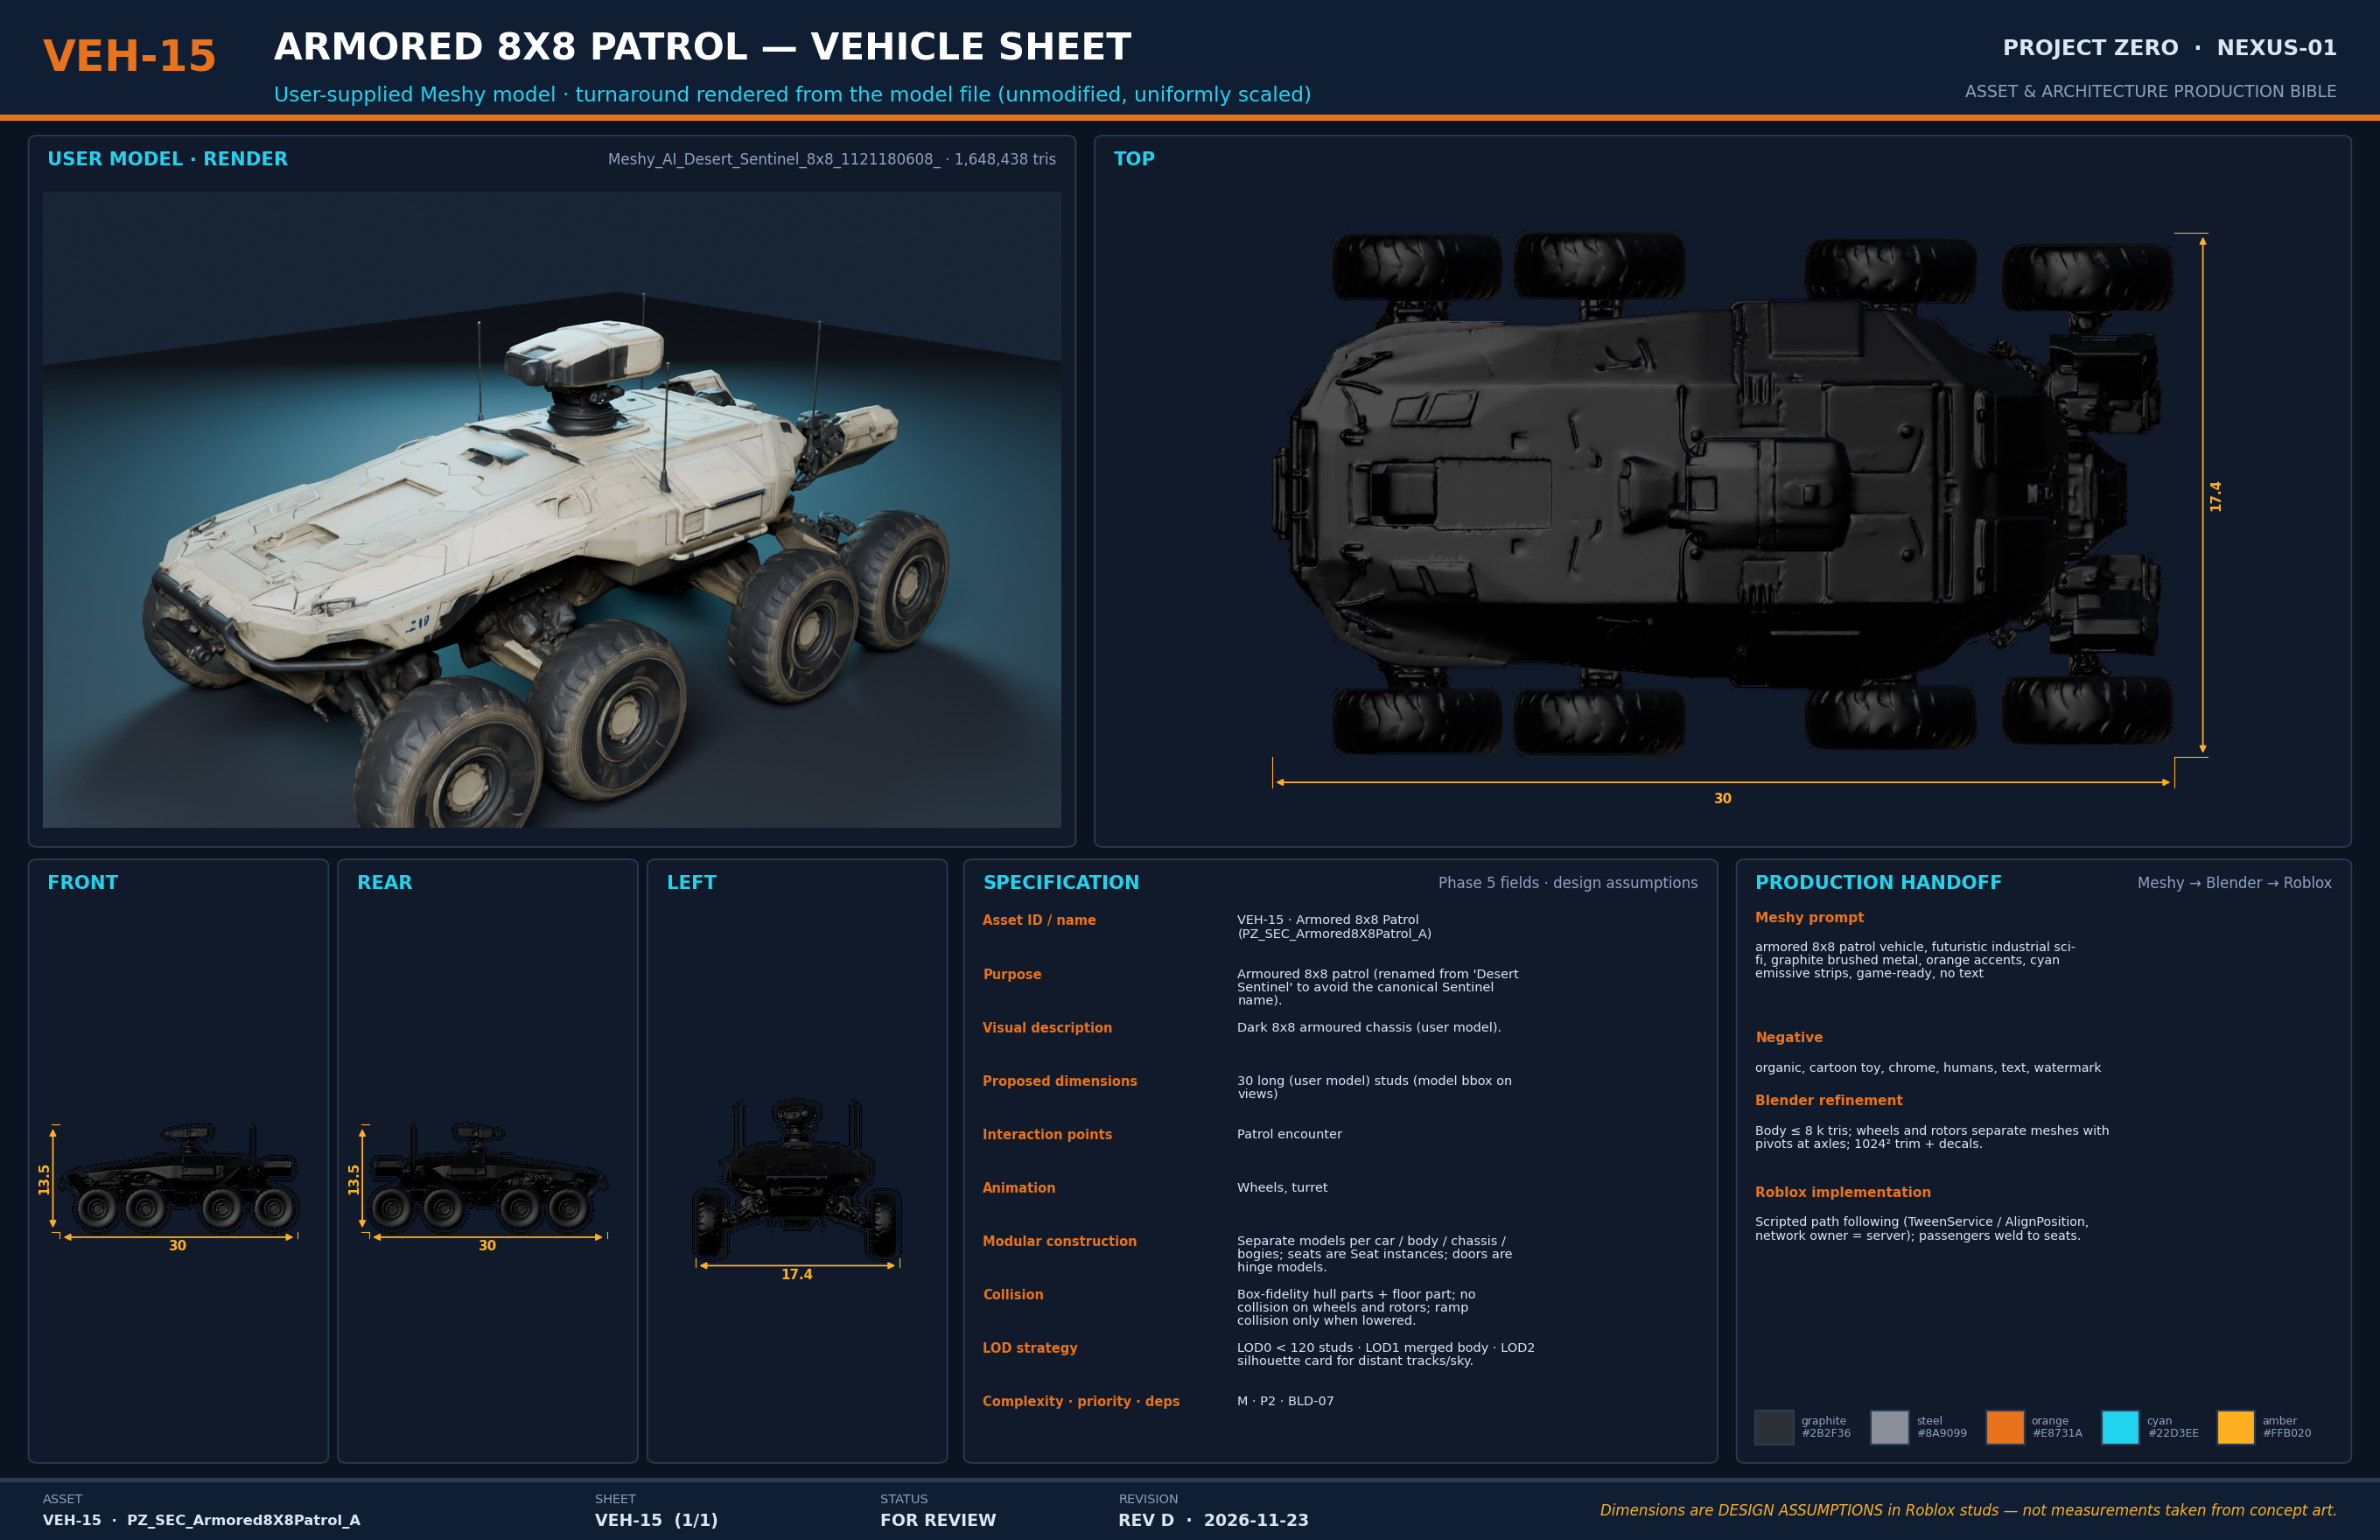 VEH-15
ARMORED 8X8 PATROL — VEHICLE SHEET
User-supplied Meshy model · turnaround rendered from the model file (unmodified, uniformly scaled)
PROJECT ZERO · NEXUS-01
ASSET & ARCHITECTURE PRODUCTION BIBLE
USER MODEL · RENDER
Meshy_AI_Desert_Sentinel_8x8_1121180608_ · 1,648,438 tris
TOP
17.4
30
FRONT
13.5
30
REAR
13.5
30
LEFT
17.4
SPECIFICATION
Phase 5 fields · design assumptions
Asset ID / name
VEH-15 · Armored 8x8 Patrol
(PZ_SEC_Armored8X8Patrol_A)
Purpose
Armoured 8x8 patrol (renamed from 'Desert
Sentinel' to avoid the canonical Sentinel
name).
Visual description
Dark 8x8 armoured chassis (user model).
Proposed dimensions
30 long (user model) studs (model bbox on
views)
Interaction points
Patrol encounter
Animation
Wheels, turret
Modular construction
Separate models per car / body / chassis /
bogies; seats are Seat instances; doors are
hinge models.
Collision
Box-fidelity hull parts + floor part; no
collision on wheels and rotors; ramp
collision only when lowered.
LOD strategy
LOD0 < 120 studs · LOD1 merged body · LOD2
silhouette card for distant tracks/sky.
Complexity · priority · deps
M · P2 · BLD-07
PRODUCTION HANDOFF
Meshy → Blender → Roblox
Meshy prompt
armored 8x8 patrol vehicle, futuristic industrial sci-
fi, graphite brushed metal, orange accents, cyan
emissive strips, game-ready, no text
Negative
organic, cartoon toy, chrome, humans, text, watermark
Blender refinement
Body ≤ 8 k tris; wheels and rotors separate meshes with
pivots at axles; 1024² trim + decals.
Roblox implementation
Scripted path following (TweenService / AlignPosition,
network owner = server); passengers weld to seats.
graphite
#2B2F36
steel
#8A9099
orange
#E8731A
cyan
#22D3EE
amber
#FFB020
ASSET
VEH-15 · PZ_SEC_Armored8X8Patrol_A
SHEET
VEH-15 (1/1)
STATUS
FOR REVIEW
REVISION
REV D · 2026-11-23
Dimensions are DESIGN ASSUMPTIONS in Roblox studs — not measurements taken from concept art.